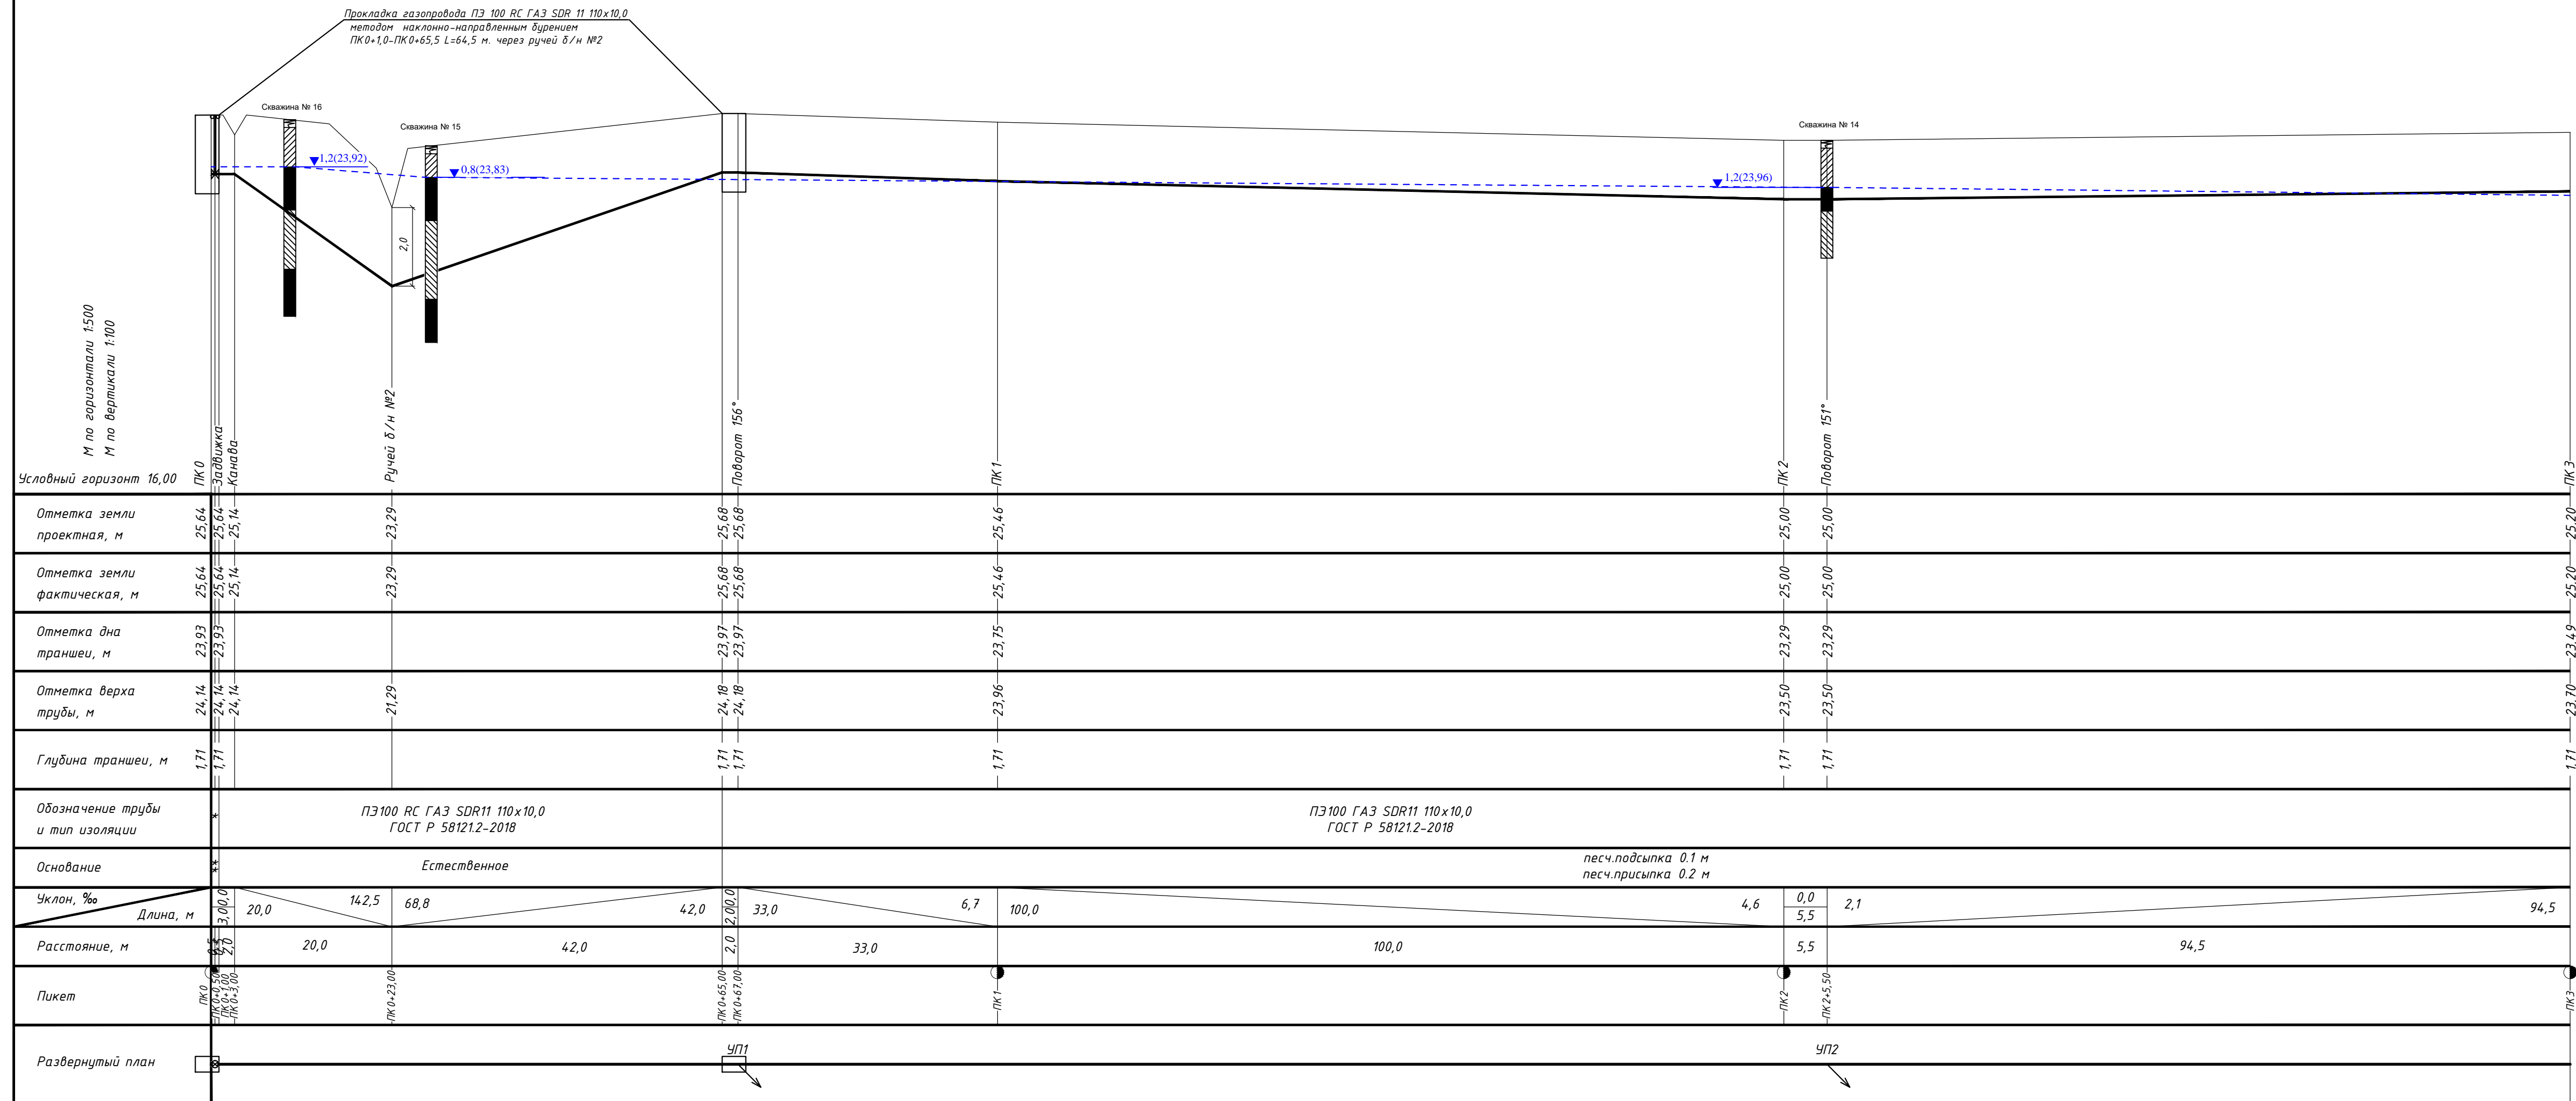 Прокладка газопровода ПЭ 100 RC ГАЗ SDR 11 110х10,0
методом наклонно-направленным бурением
ПК0+1,0-ПК0+65,5 L=64,5 м. через ручей б/н №2
Скважина № 16
Скважина № 15
Скважина № 14
1,2(23,92)
0,8(23,83)
1,2(23,96)
2,0
М по горизонтали 1:500
М по вертикали 1:100
Условный горизонт 16,00
ПК0
Задвижка
Канава
Ручей б/н №2
Поворот 156°
ПК1
ПК2
Поворот 151°
ПК3
Отметка земли
проектная, м
25,64 25,64 25,14 23,29 25,68 25,68 25,46 25,00 25,00 25,20
Отметка земли
фактическая, м
25,64 25,64 25,14 23,29 25,68 25,68 25,46 25,00 25,00 25,20
Отметка дна
траншеи, м
23,93 23,93 23,97 23,97 23,75 23,29 23,29 23,49
Отметка верха
трубы, м
24,14 24,14 24,14 21,29 24,18 24,18 23,96 23,50 23,50 23,70
Глубина траншеи, м
1,71 1,71 1,71 1,71 1,71 1,71 1,71 1,71
Обозначение трубы
и тип изоляции
*
ПЭ100 RC ГАЗ SDR11 110х10,0
ГОСТ Р 58121.2-2018
ПЭ100 ГАЗ SDR11 110х10,0
ГОСТ Р 58121.2-2018
Основание
**
Естественное
песч.подсыпка 0.1 м
песч.присыпка 0.2 м
Уклон, ‰
Длина, м
0,0
3,0
20,0
142,5
68,8
42,0
0,0
2,0
33,0
6,7
100,0
4,6
0,0
5,5
2,1
94,5
Расстояние, м
2,0 20,0 42,0 2,0 33,0 100,0 5,5 94,5
Пикет
ПК0 ПК0+0,50 ПК0+1,00 ПК0+3,00 ПК0+23,00 ПК0+65,00 ПК0+67,00 ПК1 ПК2 ПК2+5,50 ПК3
Развернутый план
УП1
УП2